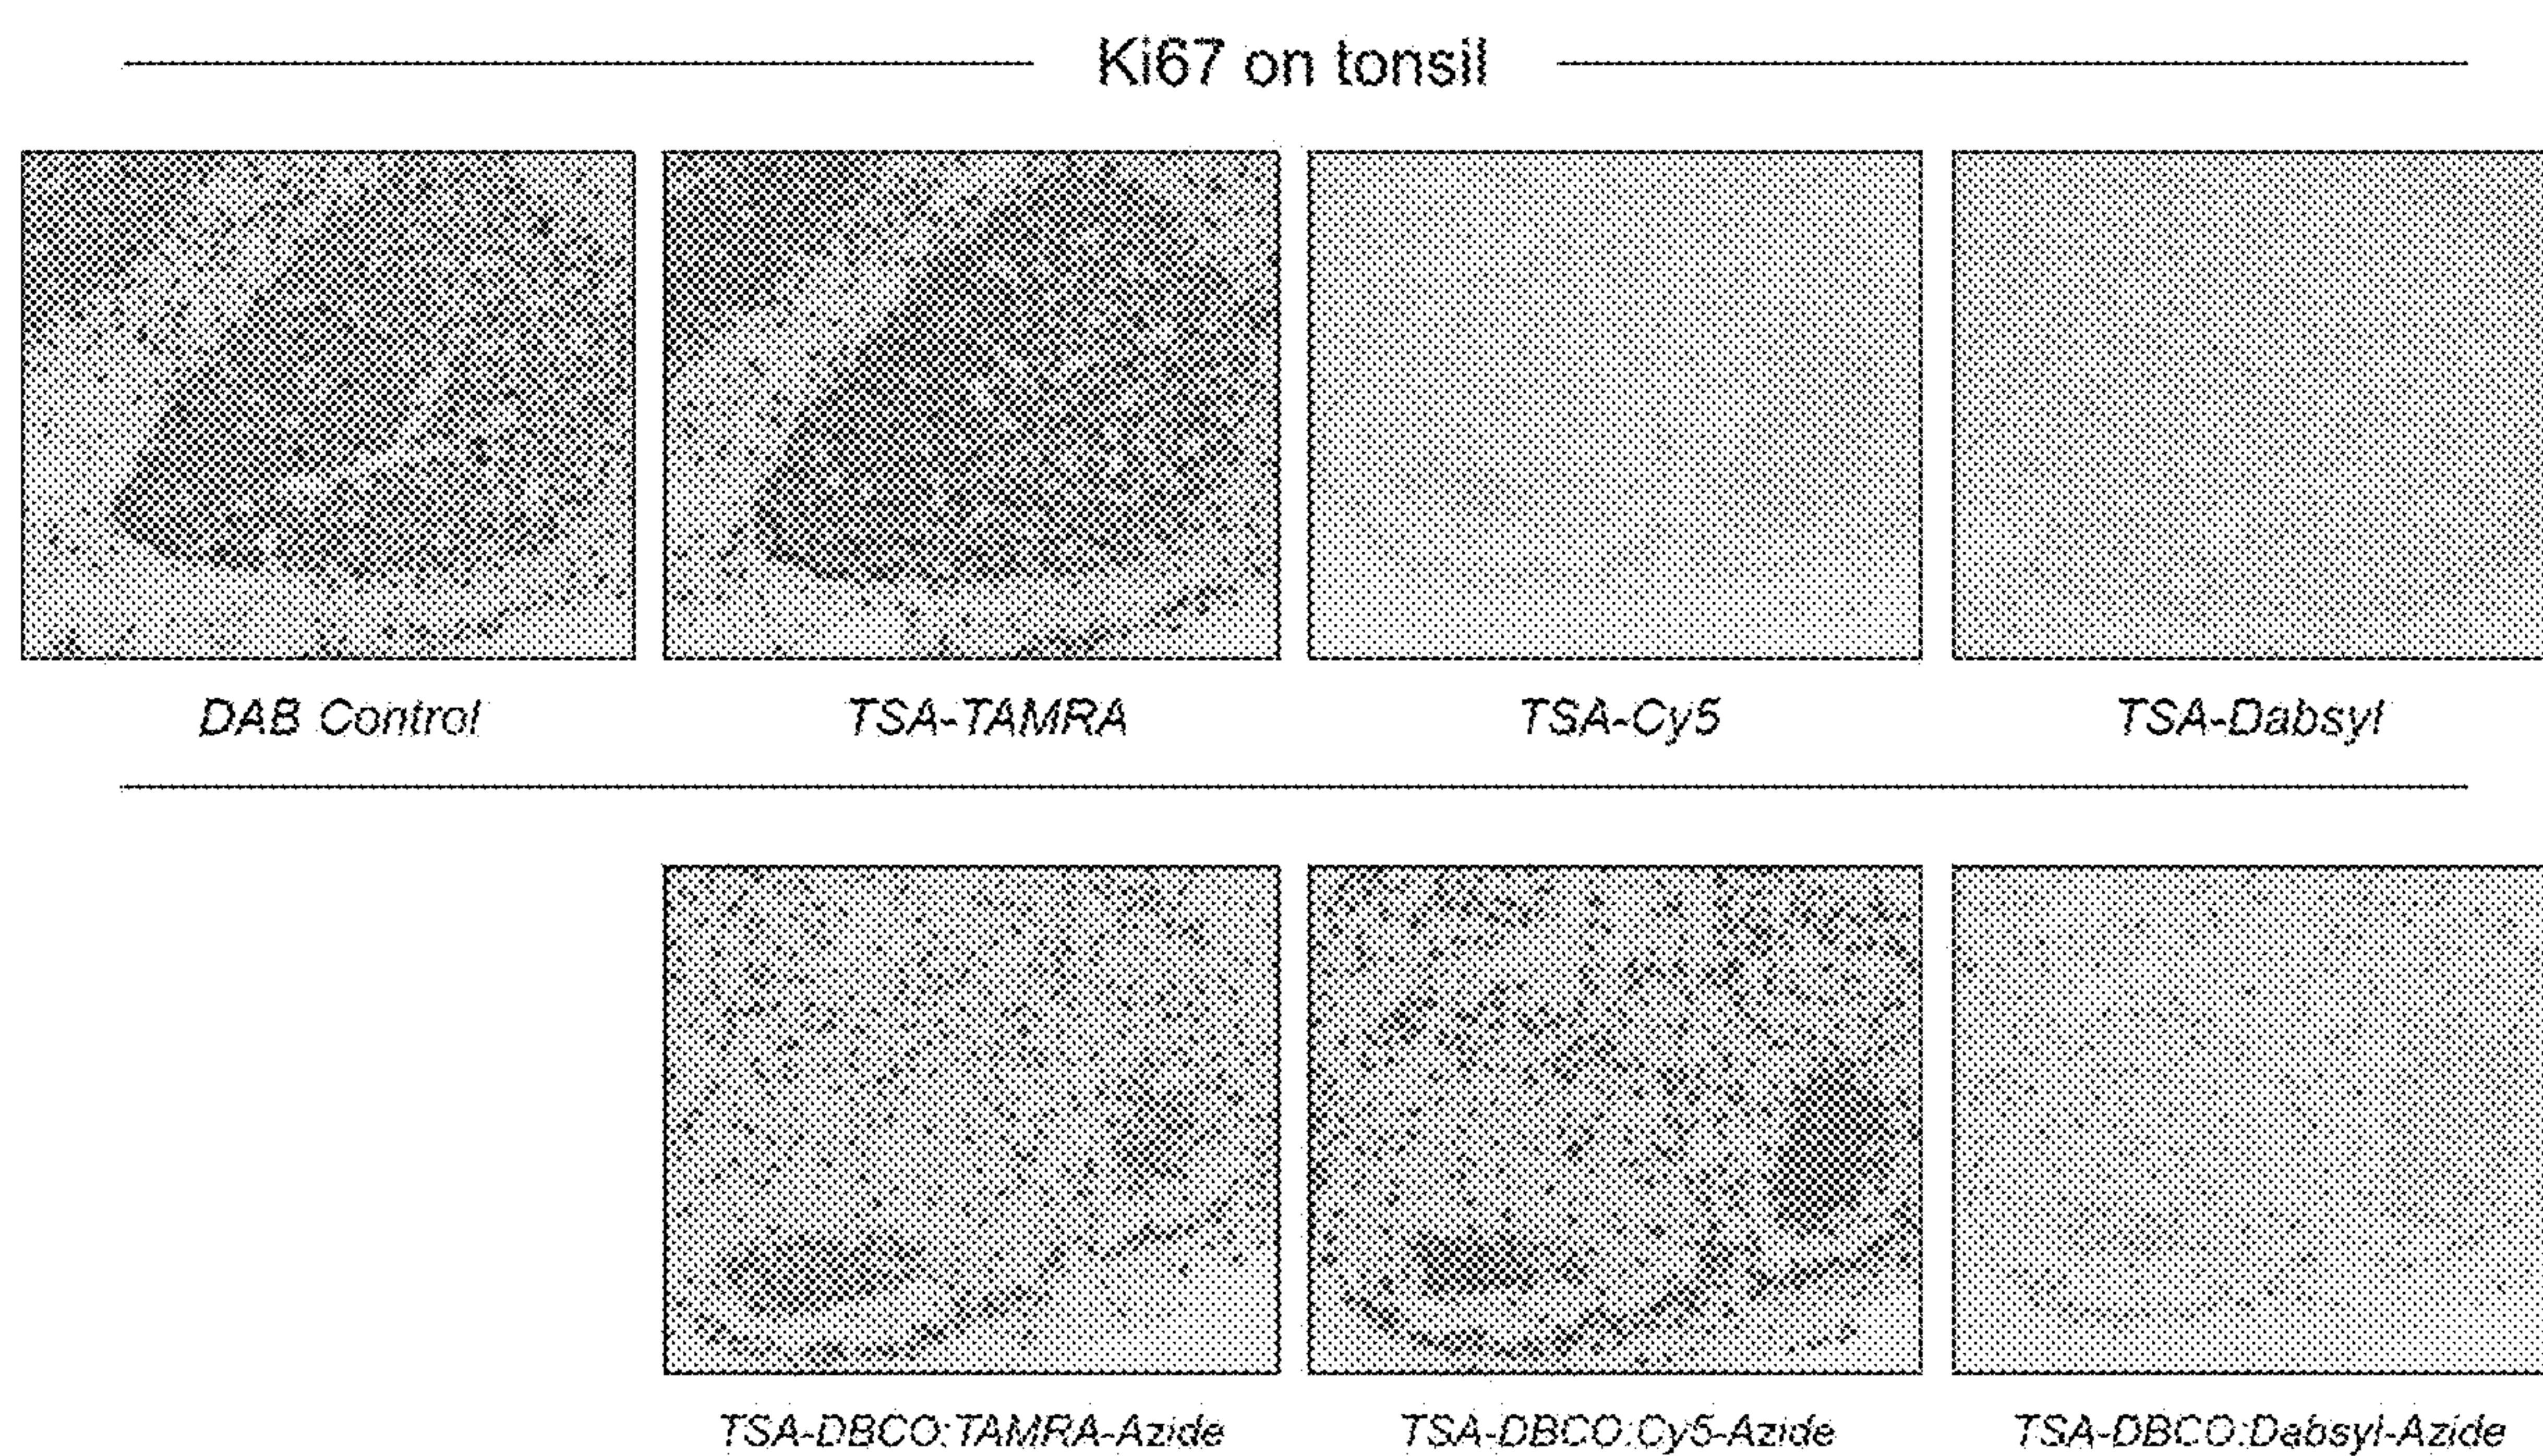 Ki67 on tonsil
DAB Control
TSA-TAMRA
TSA-Cy5
TSA-Dabsyl
TSA-DBCO:TAMRA-Azide
TSA-DBCO:Cy5-Azide
TSA-DBCO:Dabsyl-Azide